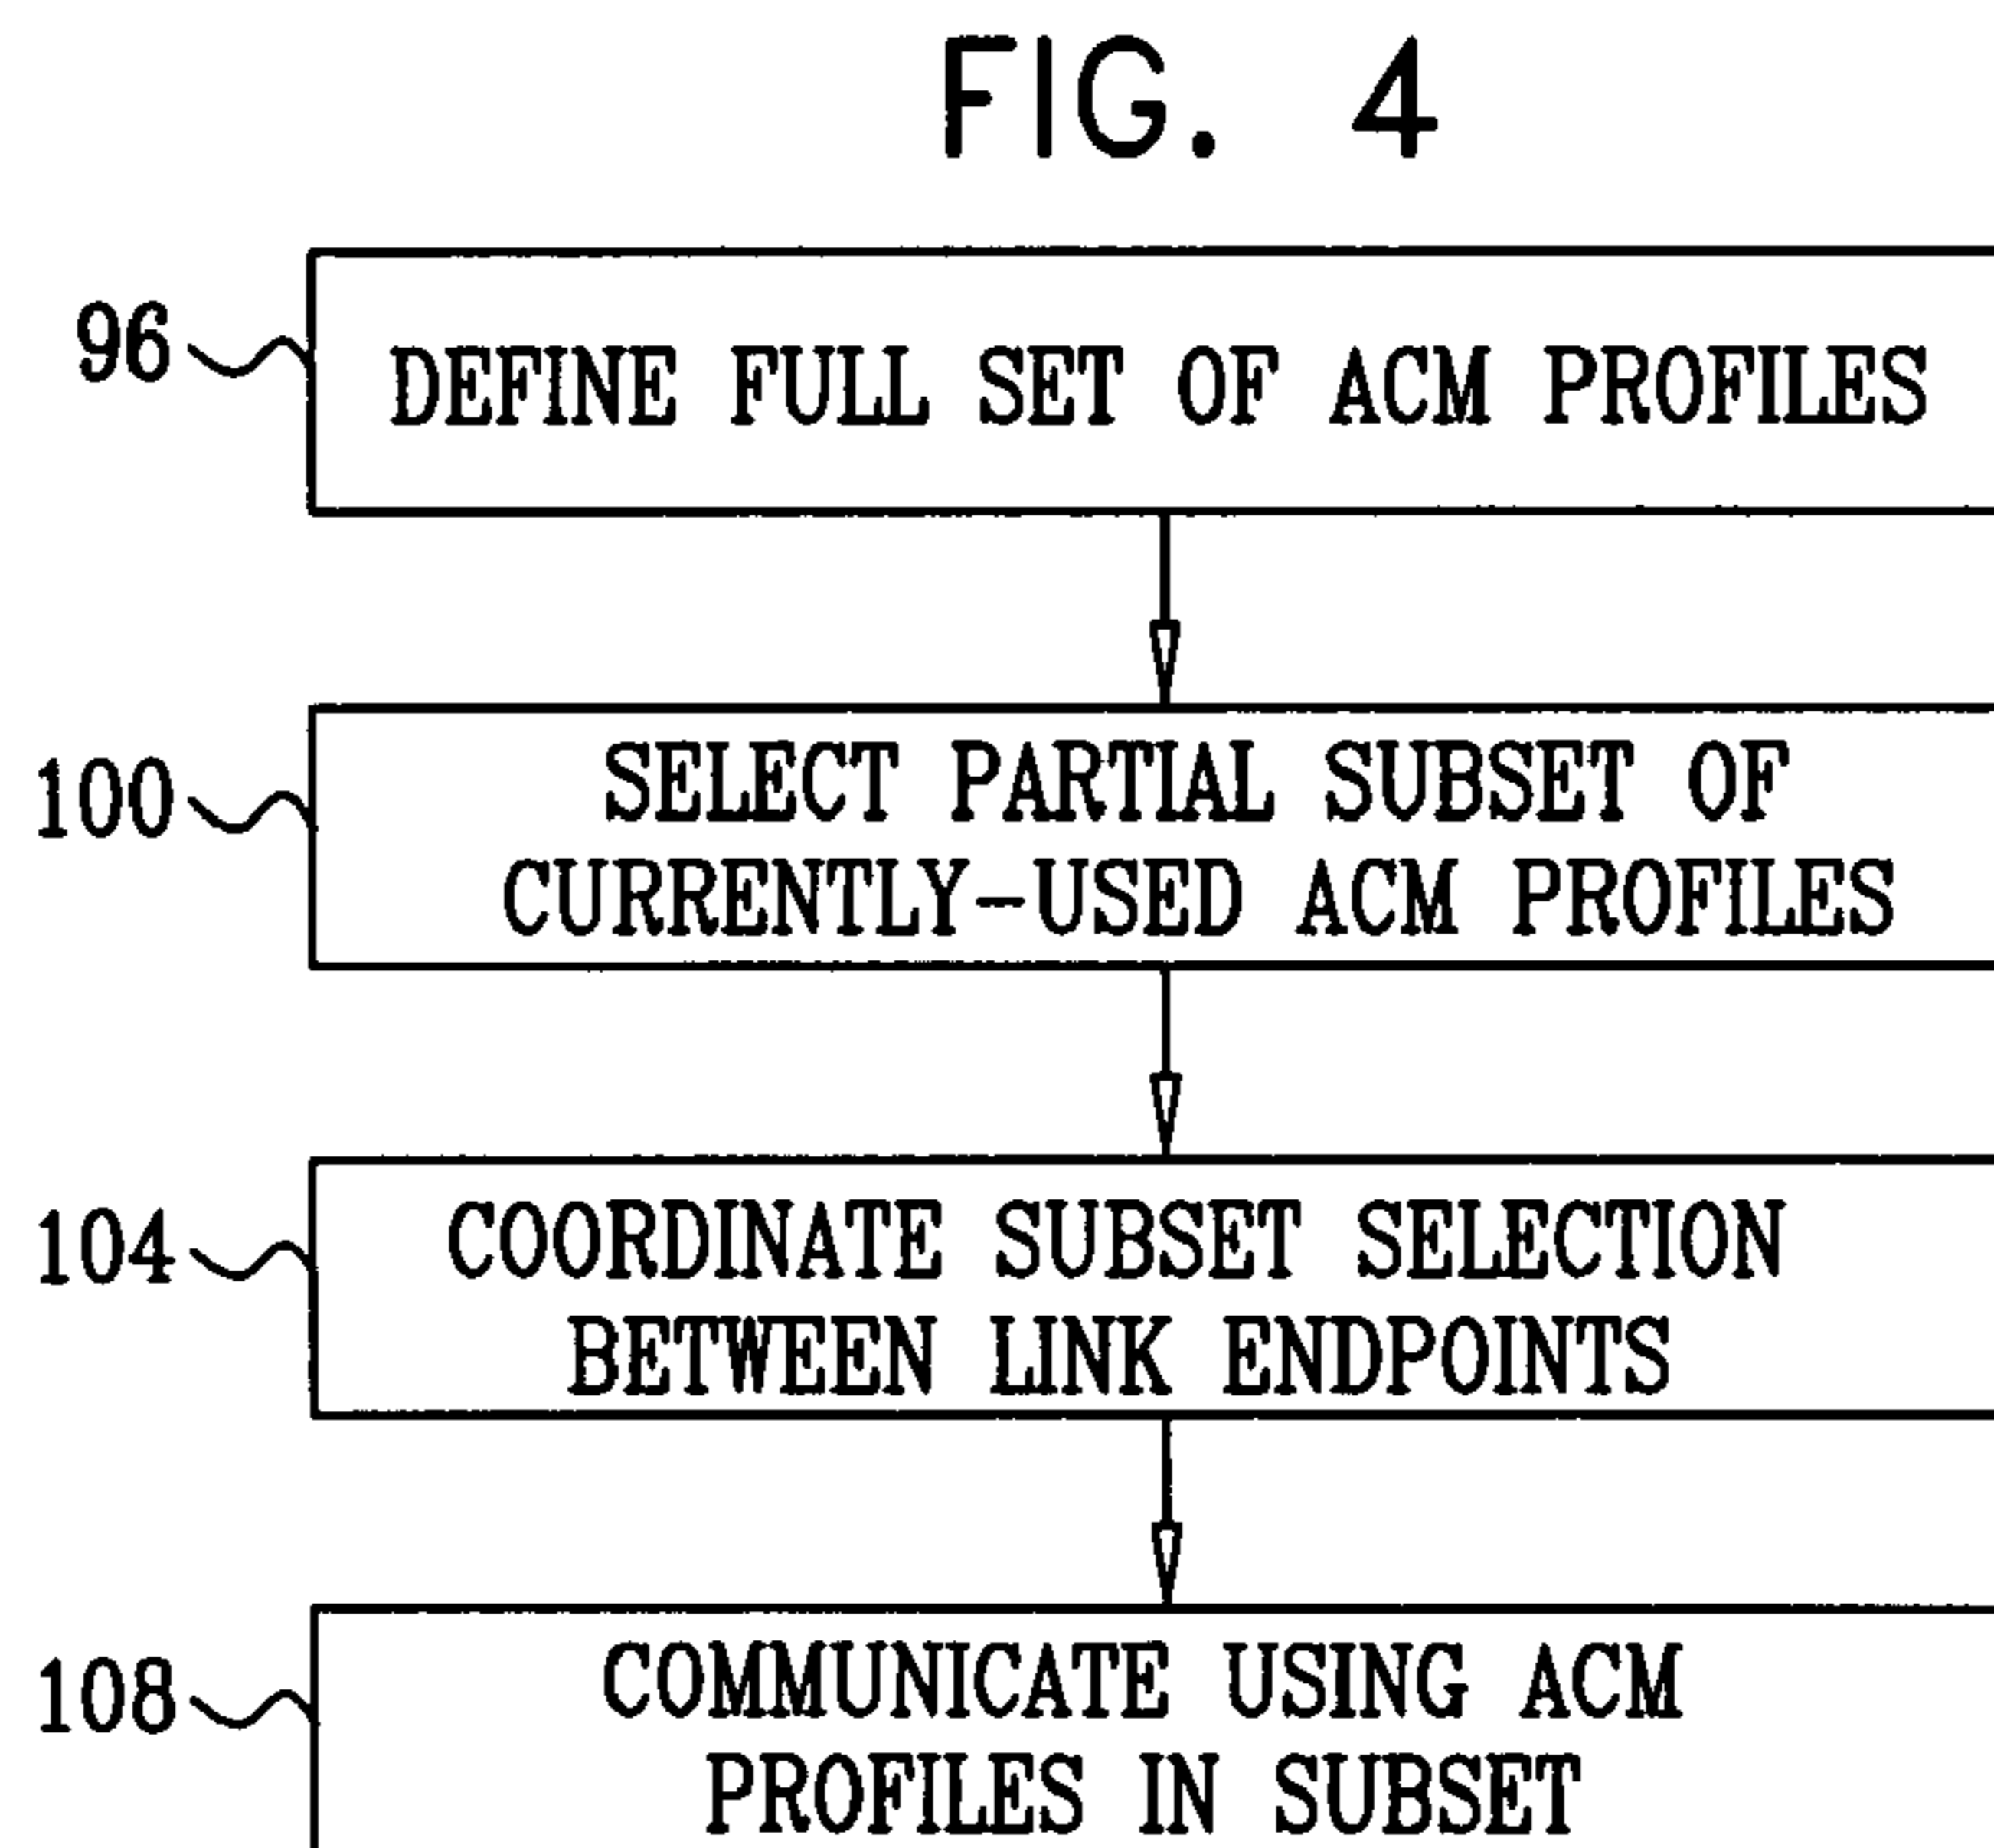 FIG. 4
96
DEFINE FULL SET OF ACM PROFILES
100
SELECT PARTIAL SUBSET OF
CURRENTLY-USED ACM PROFILES
104
COORDINATE SUBSET SELECTION
BETWEEN LINK ENDPOINTS
108
COMMUNICATE USING ACM
PROFILES IN SUBSET